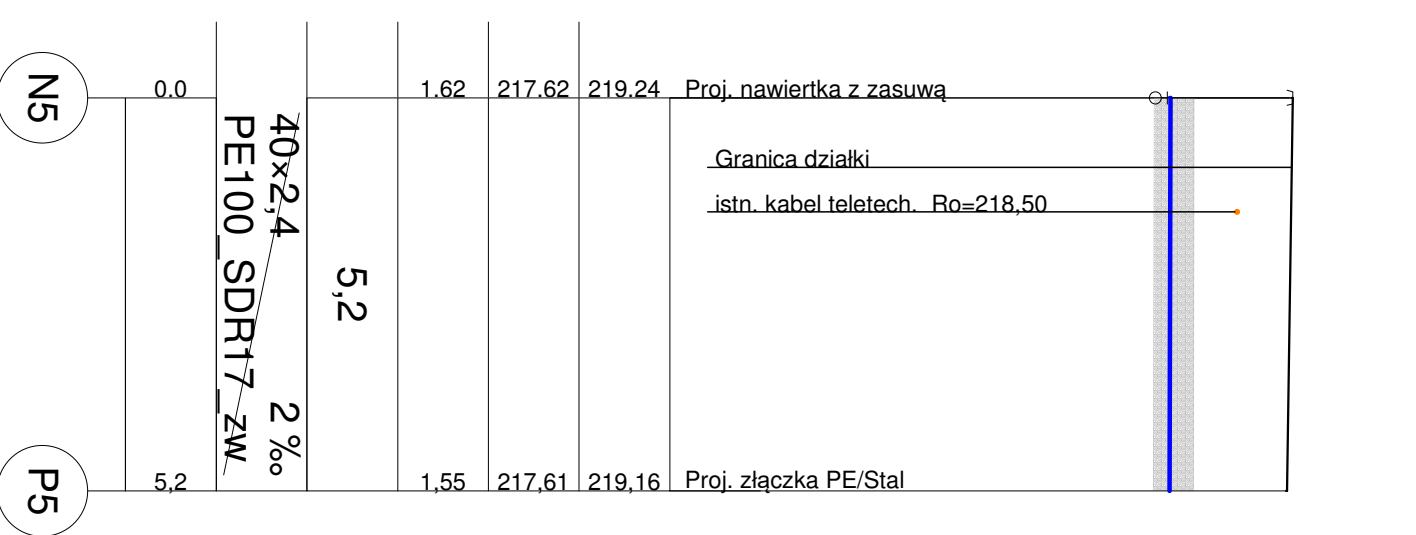 N5
0.0
1.62
217.62
219.24
Proj. nawiertka z zasuwą
Granica działki
istn. kabel teletech. Ro=218,50
40×2,4
2 ‰
PE100_SDR17_zw
5,2
P5
5,2
1,55
217,61
219,16
Proj. złączka PE/Stal